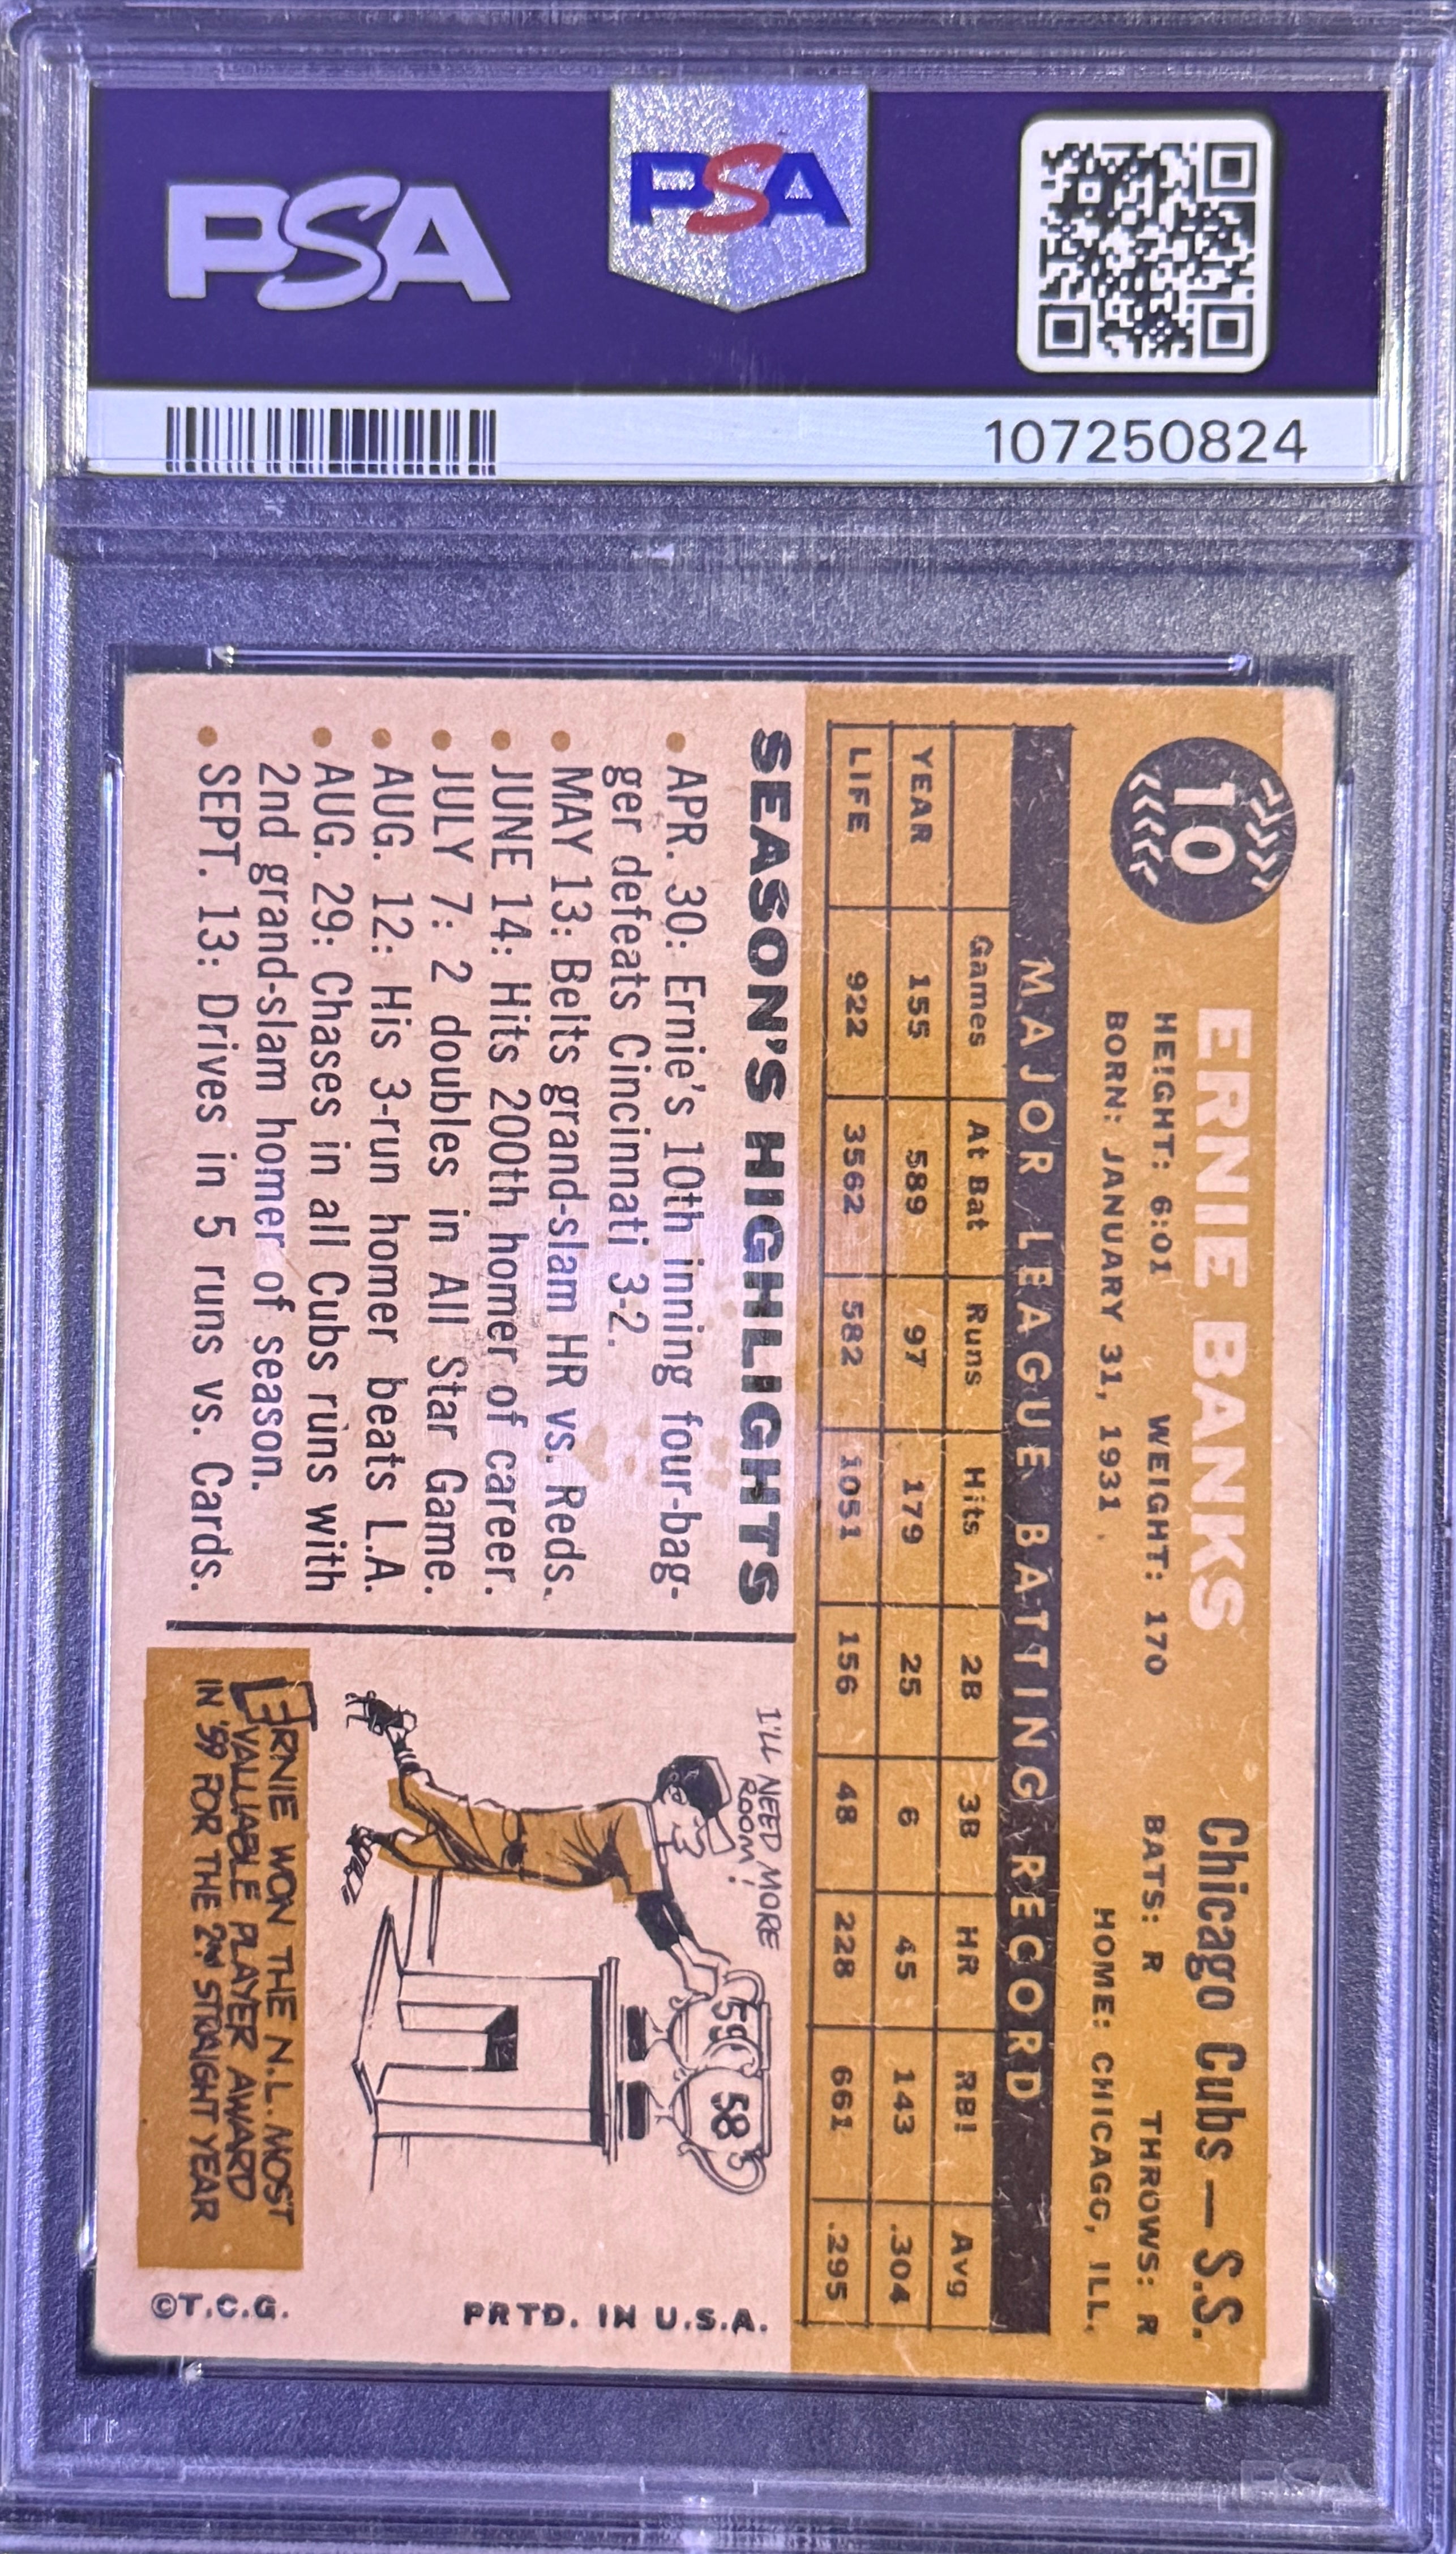 PSA
PSA
107250824
10
ERNIE BANKS
Chicago Cubs — S.S.
HEIGHT: 6:01 WEIGHT: 170 BATS: R THROWS: R
BORN: JANUARY 31, 1931 HOME: CHICAGO, ILL.
MAJOR LEAGUE BATTING RECORD
Games At Bat Runs Hits 2B 3B HR RBI Avg
YEAR 155 589 97 179 25 6 45 143 .304
LIFE 922 3562 582 1051 156 48 228 661 .295
SEASON'S HIGHLIGHTS
• APR. 30: Ernie's 10th inning four-bag-
ger defeats Cincinnati 3-2.
• MAY 13: Belts grand-slam HR vs. Reds.
• JUNE 14: Hits 200th homer of career.
• JULY 7: 2 doubles in All Star Game.
• AUG. 12: His 3-run homer beats L.A.
• AUG. 29: Chases in all Cubs runs with
2nd grand-slam homer of season.
• SEPT. 13: Drives in 5 runs vs. Cards.
I'LL NEED MORE
ROOM!
59 58
ERNIE WON THE N.L. MOST
VALUABLE PLAYER AWARD
IN '59 FOR THE 2ND STRAIGHT YEAR
©T.C.G.
PRTD. IN U.S.A.
PSA